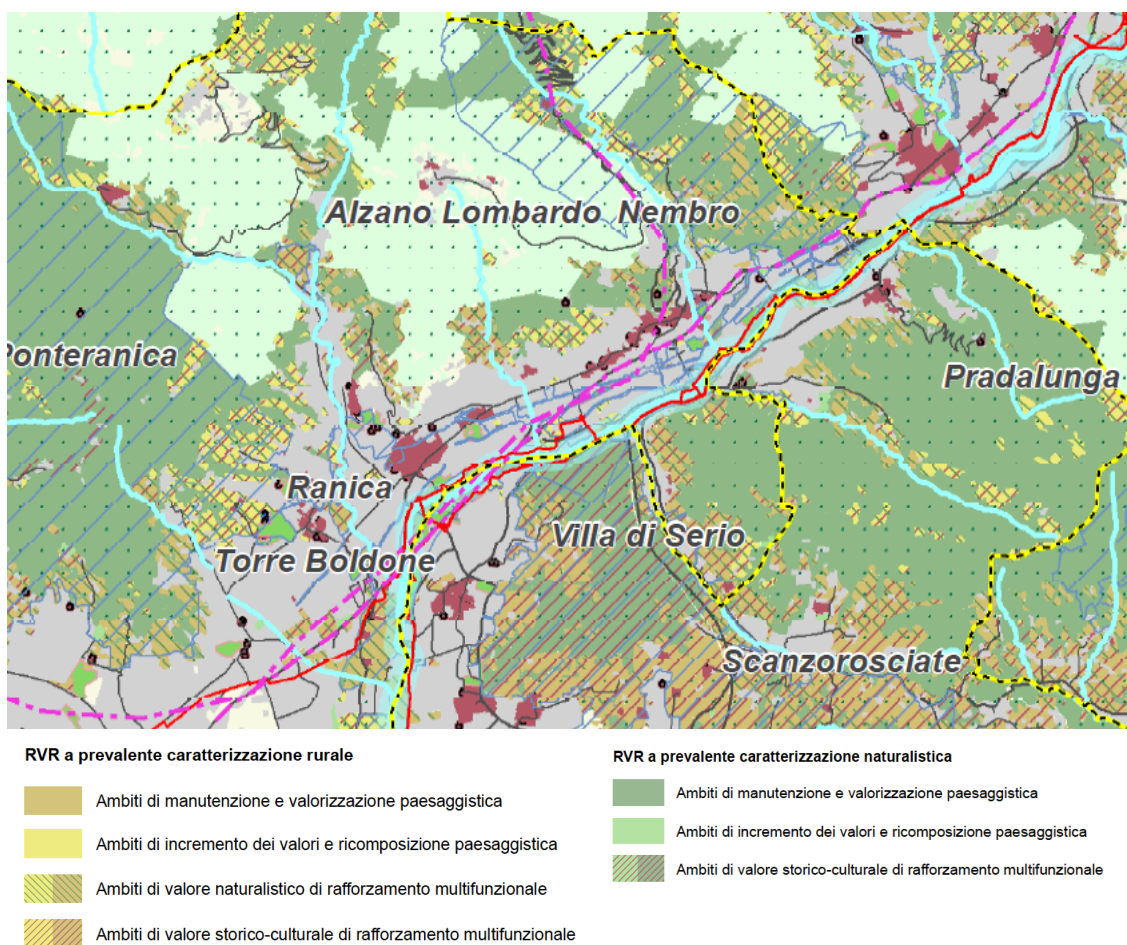 Alzano Lombardo Nembro
Ponteranica
Pradalunga
Ranica
Villa di Serio
Torre Boldone
Scanzorosciate
RVR a prevalente caratterizzazione rurale
Ambiti di manutenzione e valorizzazione paesaggistica
Ambiti di incremento dei valori e ricomposizione paesaggistica
Ambiti di valore naturalistico di rafforzamento multifunzionale
Ambiti di valore storico-culturale di rafforzamento multifunzionale
RVR a prevalente caratterizzazione naturalistica
Ambiti di manutenzione e valorizzazione paesaggistica
Ambiti di incremento dei valori e ricomposizione paesaggistica
Ambiti di valore storico-culturale di rafforzamento multifunzionale